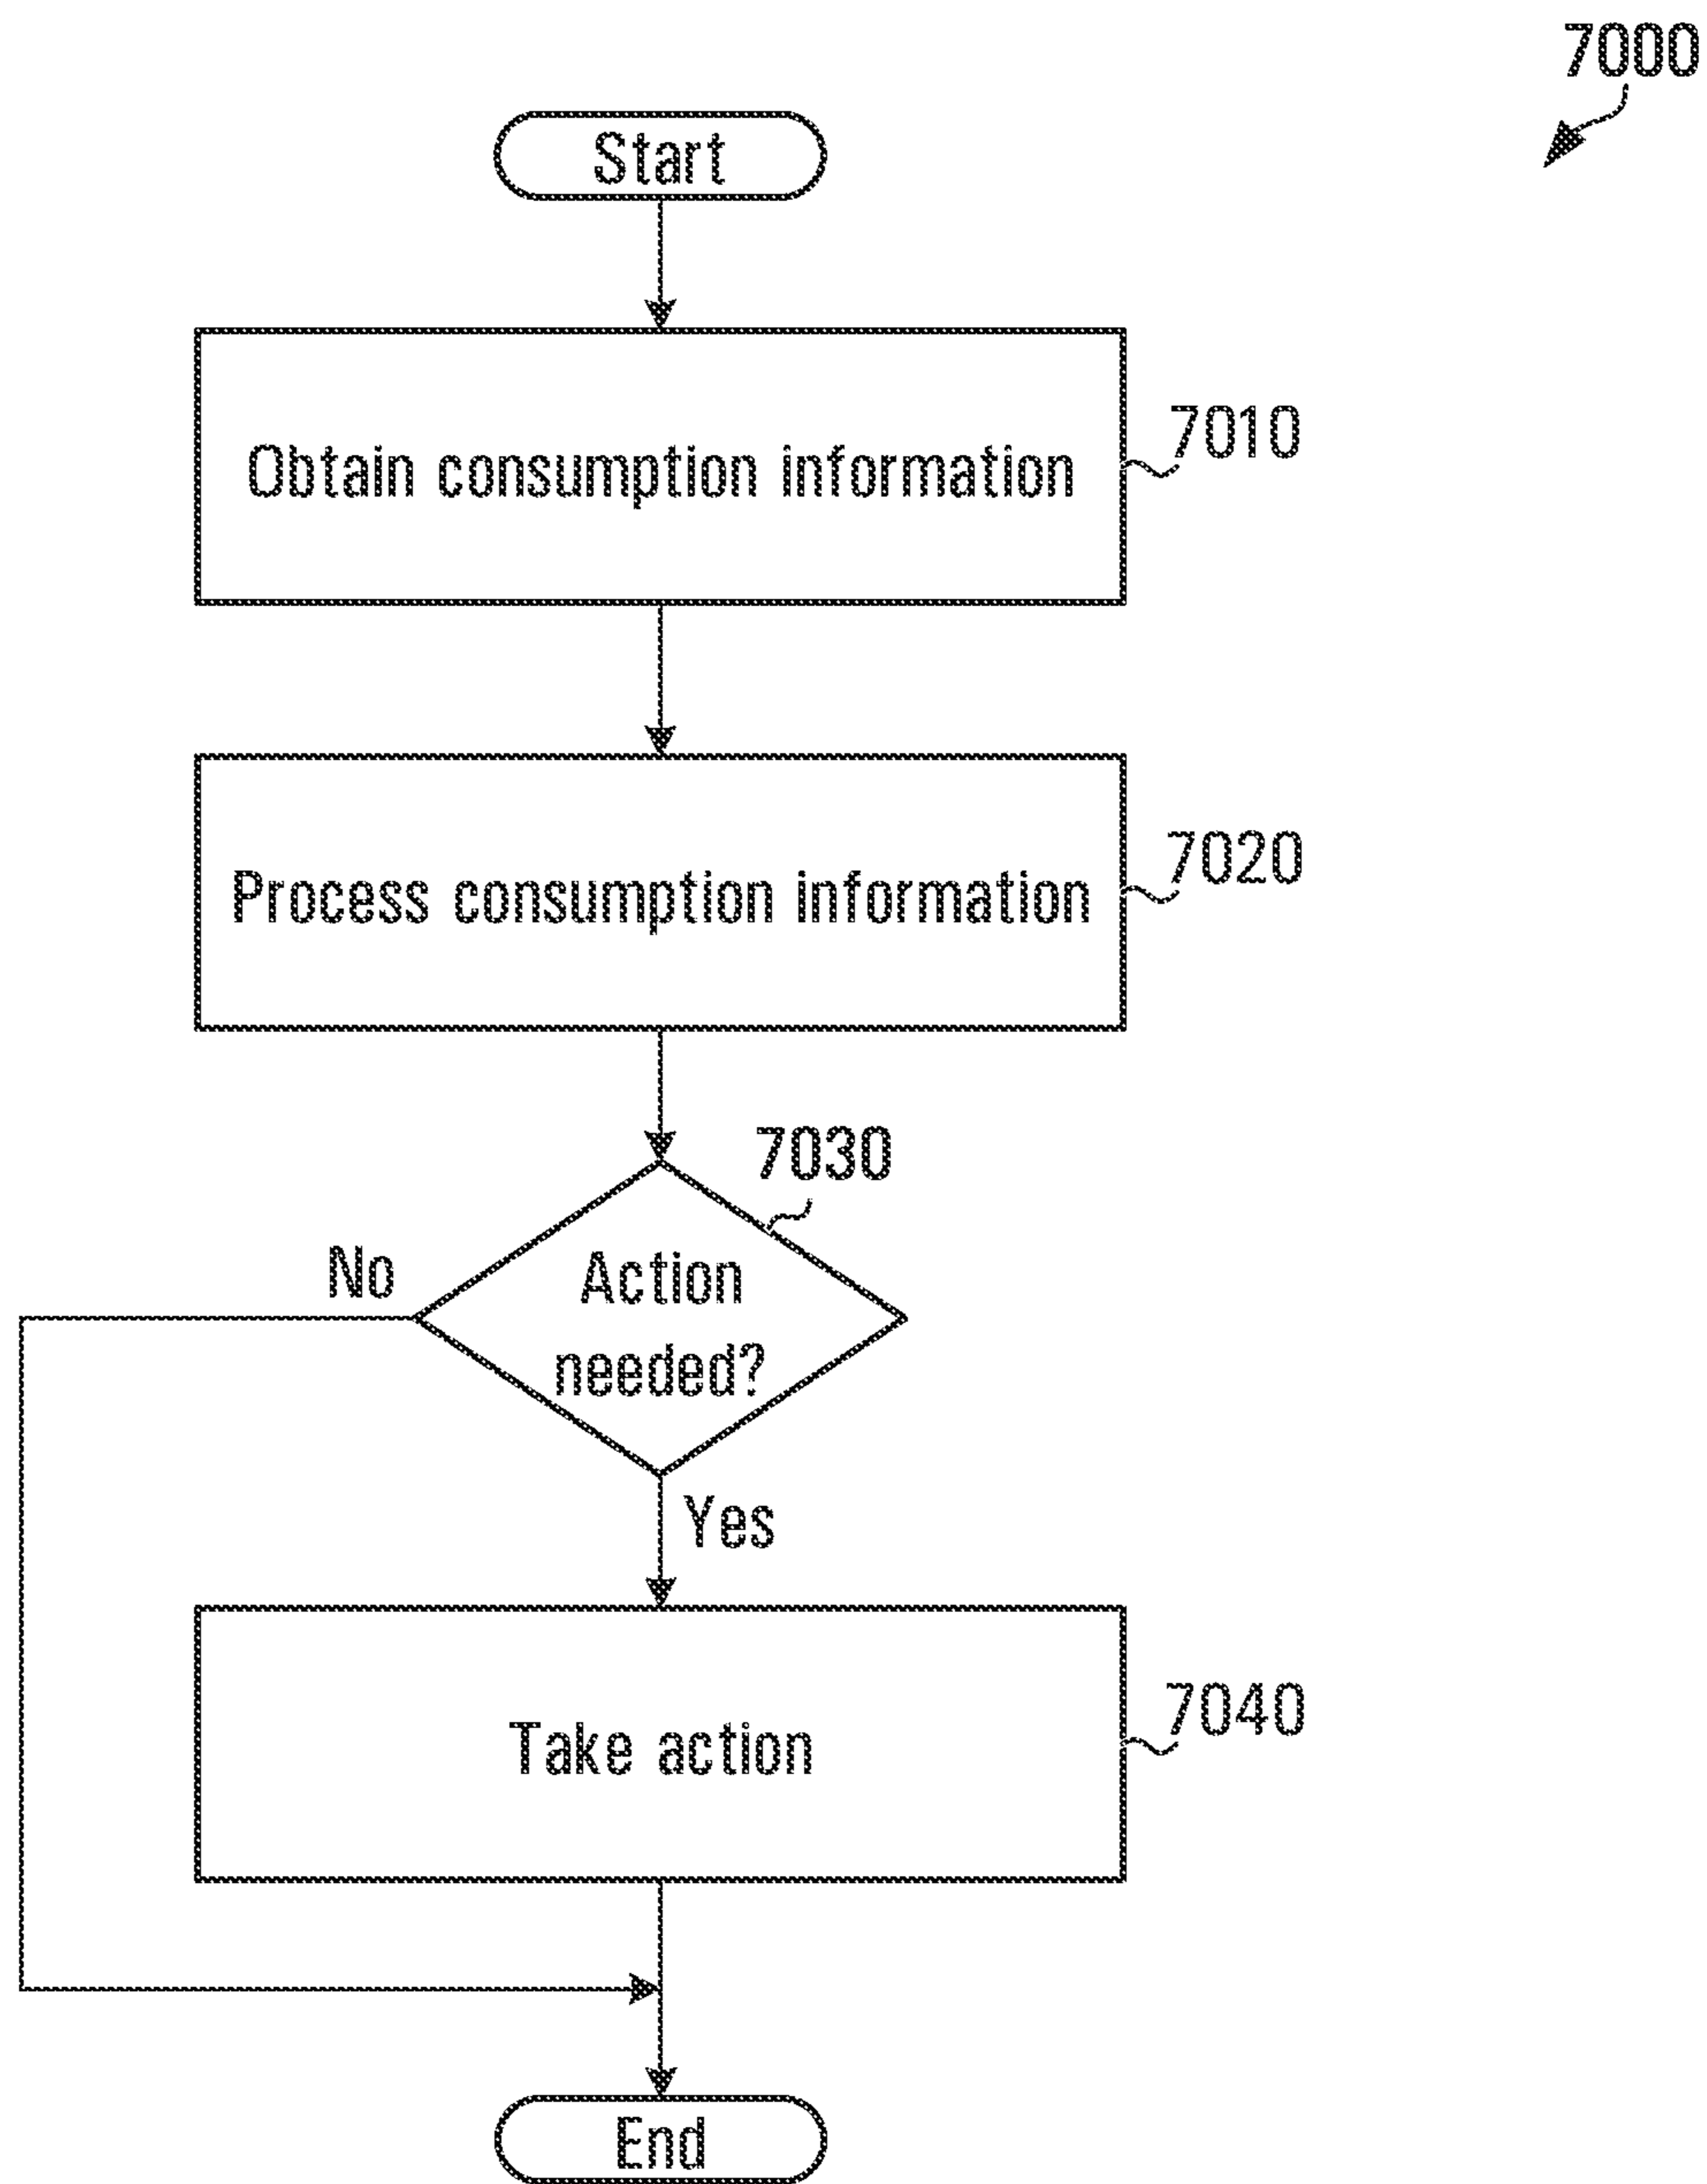 7000
Start
Obtain consumption information
7010
Process consumption information
7020
7030
No
Action
needed?
Yes
Take action
7040
End